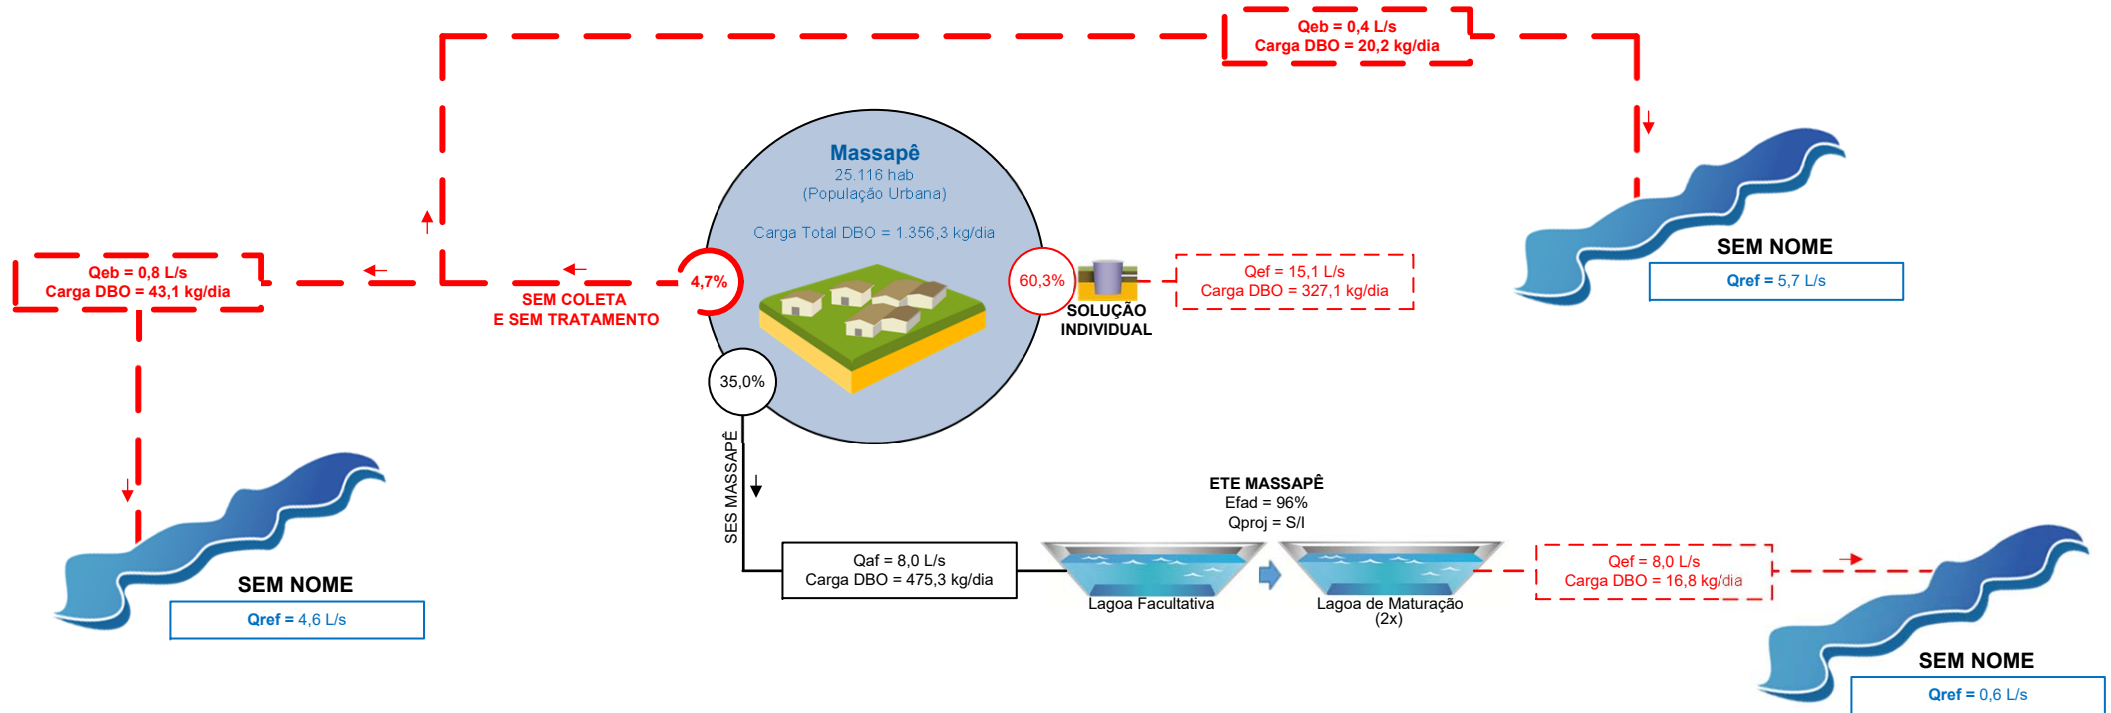 Qeb = 0,4 L/s
Carga DBO = 20,2 kg/dia
Massapê
25.116 hab
(População Urbana)
Carga Total DBO = 1.356,3 kg/dia
SEM NOME
Qref = 5,7 L/s
Qeb = 0,8 L/s
Carga DBO = 43,1 kg/dia
SEM COLETA
E SEM TRATAMENTO
4,7%
60,3%
SOLUÇÃO
INDIVIDUAL
Qef = 15,1 L/s
Carga DBO = 327,1 kg/dia
35,0%
SES MASSAPÊ
ETE MASSAPÊ
Efad = 96%
Qproj = S/I
Qaf = 8,0 L/s
Carga DBO = 475,3 kg/dia
Lagoa Facultativa
Lagoa de Maturação
(2x)
Qef = 8,0 L/s
Carga DBO = 16,8 kg/dia
SEM NOME
Qref = 4,6 L/s
SEM NOME
Qref = 0,6 L/s